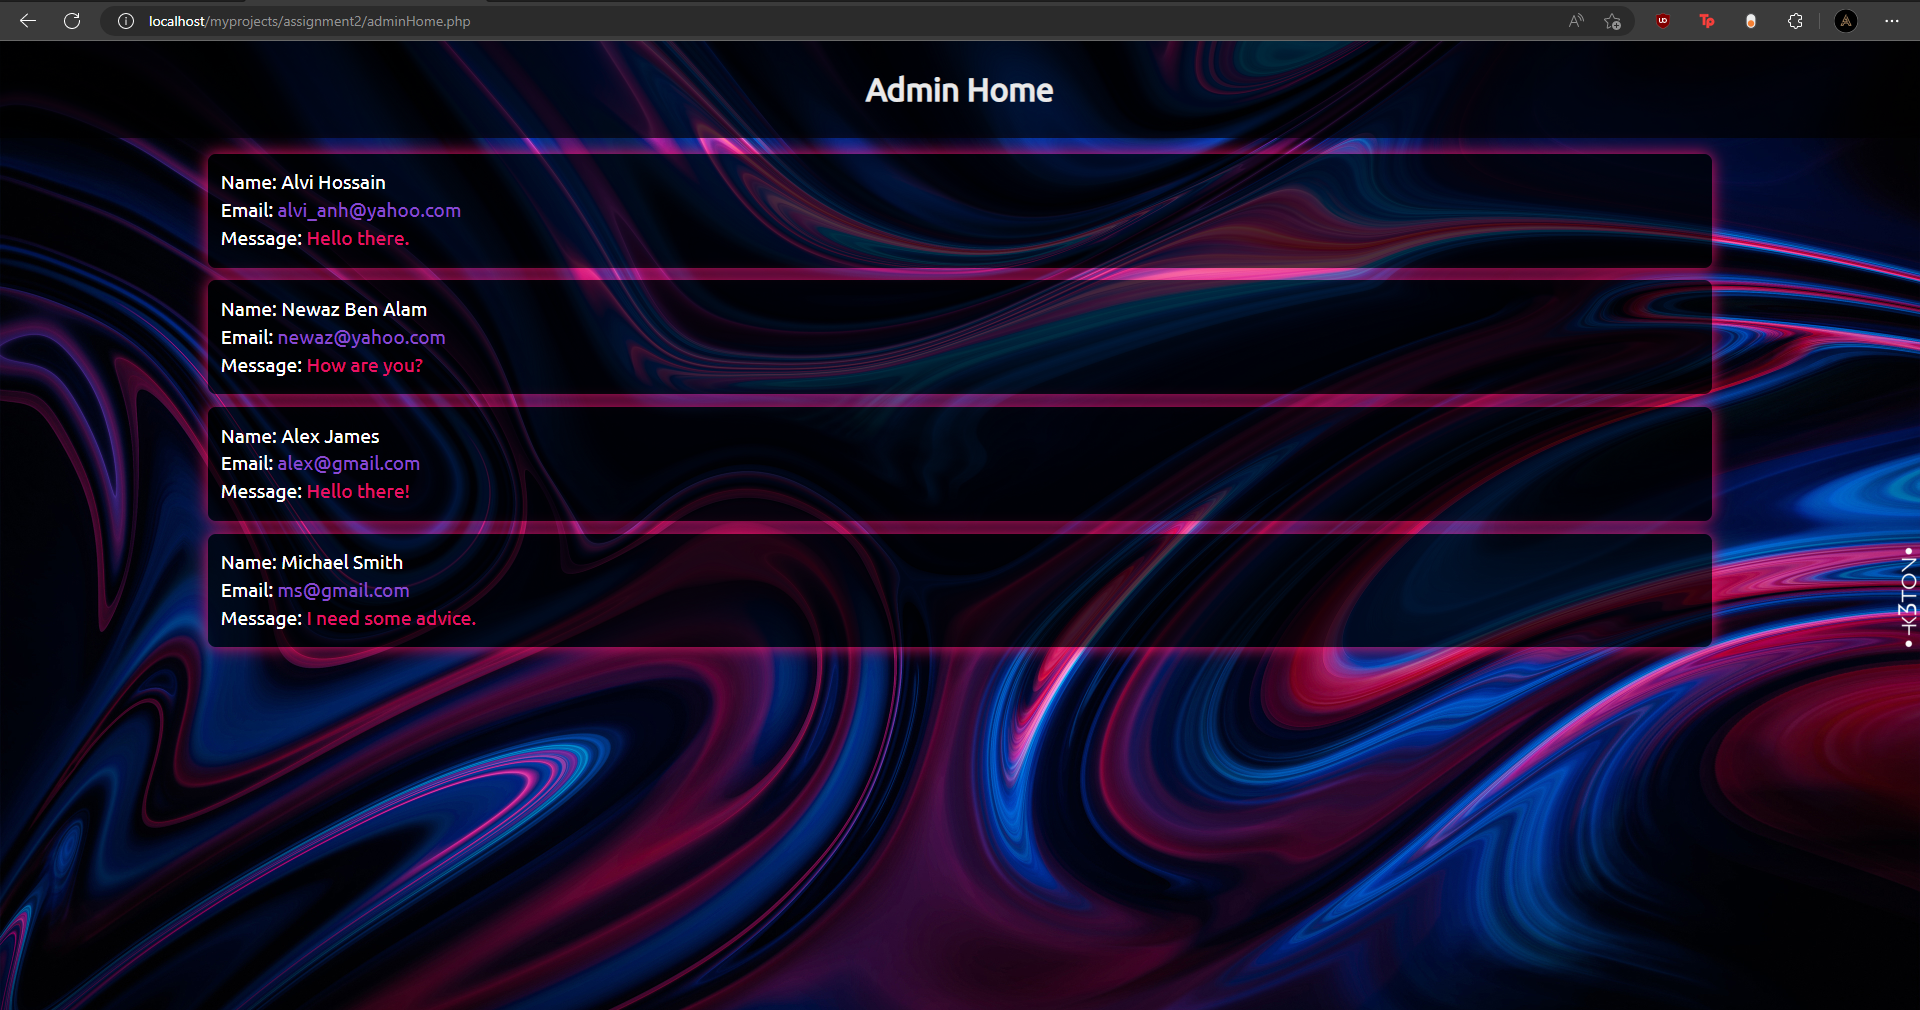 localhost/myprojects/assignment2/adminHome.php
Admin Home
Name: Alvi Hossain
Email: alvi_anh@yahoo.com
Message: Hello there.
Name: Newaz Ben Alam
Email: newaz@yahoo.com
Message: How are you?
Name: Alex James
Email: alex@gmail.com
Message: Hello there!
Name: Michael Smith
Email: ms@gmail.com
Message: I need some advice.
• K3TON •